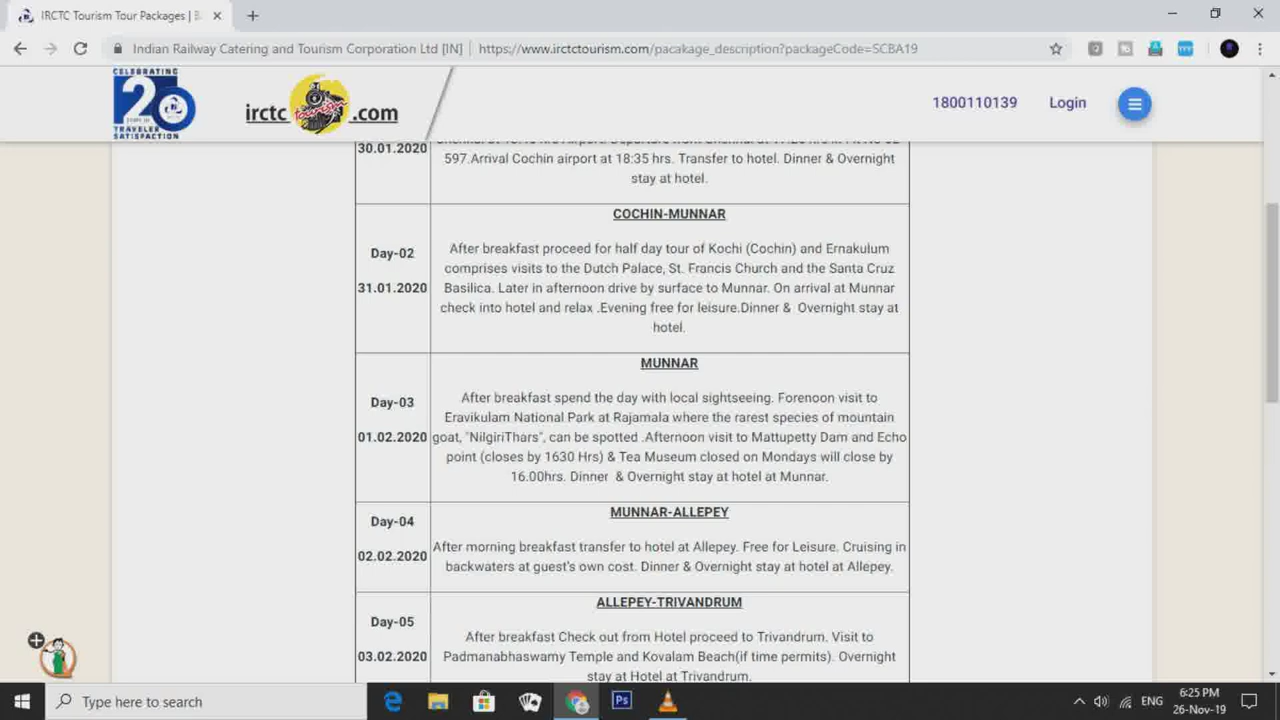 IRCTC Tourism Tour Packages |
Indian Railway Catering and Tourism Corporation Ltd [IN] | https://www.irctctourism.com/pacakage_description?packageCode=SCBA19
CELEBRATING
20
TRAVELER
SATISFACTION
irctc tourism .com
1800110139 Login
30.01.2020
597.Arrival Cochin airport at 18:35 hrs. Transfer to hotel. Dinner & Overnight
stay at hotel.
COCHIN-MUNNAR
Day-02
31.01.2020
After breakfast proceed for half day tour of Kochi (Cochin) and Ernakulum
comprises visits to the Dutch Palace, St. Francis Church and the Santa Cruz
Basilica. Later in afternoon drive by surface to Munnar. On arrival at Munnar
check into hotel and relax .Evening free for leisure.Dinner & Overnight stay at
hotel.
MUNNAR
Day-03
01.02.2020
After breakfast spend the day with local sightseeing. Forenoon visit to
Eravikulam National Park at Rajamala where the rarest species of mountain
goat, "NilgiriThars", can be spotted .Afternoon visit to Mattupetty Dam and Echo
point (closes by 1630 Hrs) & Tea Museum closed on Mondays will close by
16.00hrs. Dinner & Overnight stay at hotel at Munnar.
MUNNAR-ALLEPEY
Day-04
02.02.2020
After morning breakfast transfer to hotel at Allepey. Free for Leisure. Cruising in
backwaters at guest's own cost. Dinner & Overnight stay at hotel at Allepey.
ALLEPEY-TRIVANDRUM
Day-05
03.02.2020
After breakfast Check out from Hotel proceed to Trivandrum. Visit to
Padmanabhaswamy Temple and Kovalam Beach(if time permits). Overnight
stay at Hotel at Trivandrum.
Type here to search
Ps
ENG
6:25 PM
26-Nov-19